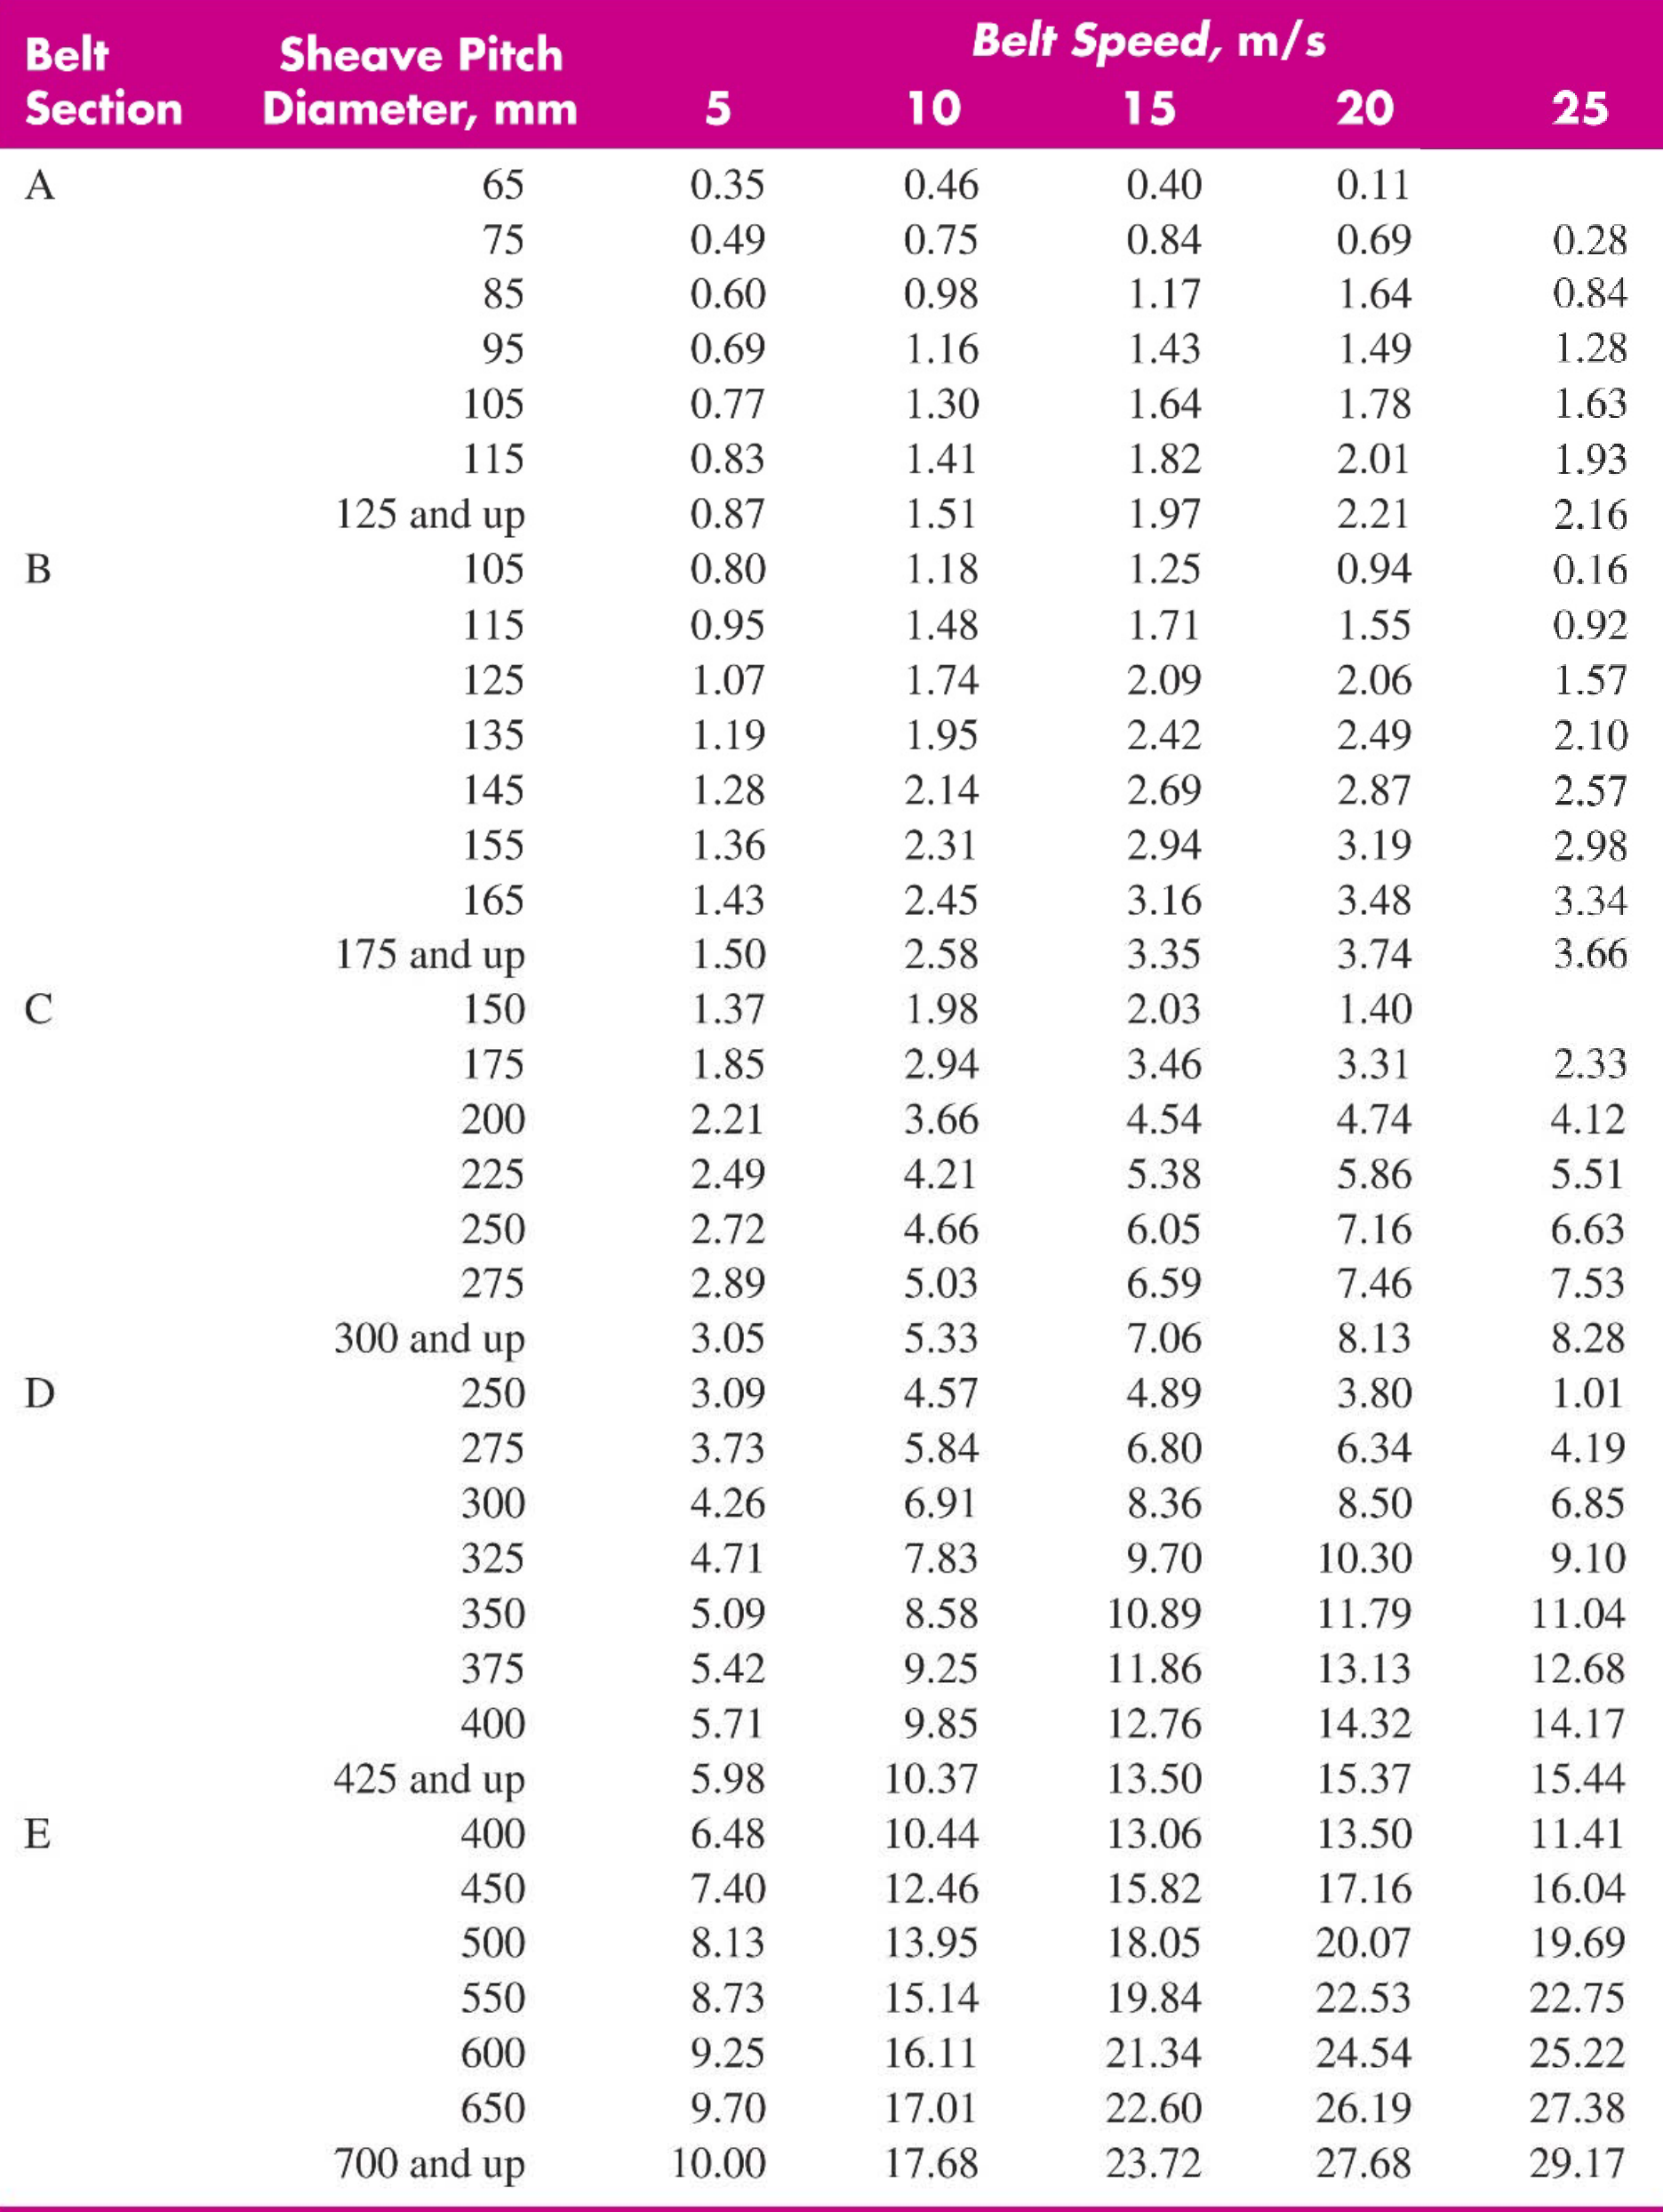 Belt Sheave Pitch Belt Speed, m/s
Section Diameter, mm 5 10 15 20 25
A 65 0.35 0.46 0.40 0.11
75 0.49 0.75 0.84 0.69 0.28
85 0.60 0.98 1.17 1.64 0.84
95 0.69 1.16 1.43 1.49 1.28
105 0.77 1.30 1.64 1.78 1.63
115 0.83 1.41 1.82 2.01 1.93
125 and up 0.87 1.51 1.97 2.21 2.16
B 105 0.80 1.18 1.25 0.94 0.16
115 0.95 1.48 1.71 1.55 0.92
125 1.07 1.74 2.09 2.06 1.57
135 1.19 1.95 2.42 2.49 2.10
145 1.28 2.14 2.69 2.87 2.57
155 1.36 2.31 2.94 3.19 2.98
165 1.43 2.45 3.16 3.48 3.34
175 and up 1.50 2.58 3.35 3.74 3.66
C 150 1.37 1.98 2.03 1.40
175 1.85 2.94 3.46 3.31 2.33
200 2.21 3.66 4.54 4.74 4.12
225 2.49 4.21 5.38 5.86 5.51
250 2.72 4.66 6.05 7.16 6.63
275 2.89 5.03 6.59 7.46 7.53
300 and up 3.05 5.33 7.06 8.13 8.28
D 250 3.09 4.57 4.89 3.80 1.01
275 3.73 5.84 6.80 6.34 4.19
300 4.26 6.91 8.36 8.50 6.85
325 4.71 7.83 9.70 10.30 9.10
350 5.09 8.58 10.89 11.79 11.04
375 5.42 9.25 11.86 13.13 12.68
400 5.71 9.85 12.76 14.32 14.17
425 and up 5.98 10.37 13.50 15.37 15.44
E 400 6.48 10.44 13.06 13.50 11.41
450 7.40 12.46 15.82 17.16 16.04
500 8.13 13.95 18.05 20.07 19.69
550 8.73 15.14 19.84 22.53 22.75
600 9.25 16.11 21.34 24.54 25.22
650 9.70 17.01 22.60 26.19 27.38
700 and up 10.00 17.68 23.72 27.68 29.17